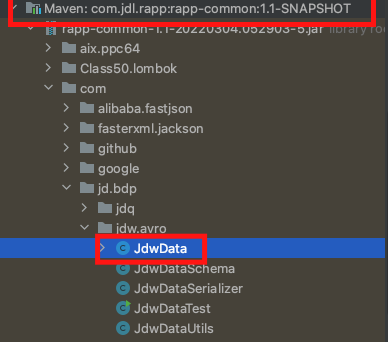 Maven: com.jdl.rapp:rapp-common:1.1-SNAPSHOT
rapp-common-1.1-20220304.052903-5.jar library roo
aix.ppc64
Class50.lombok
com
alibaba.fastjson
fasterxml.jackson
github
google
jd.bdp
jdq
jdw.avro
C JdwData
C JdwDataSchema
C JdwDataSerializer
C JdwDataTest
C JdwDataUtils